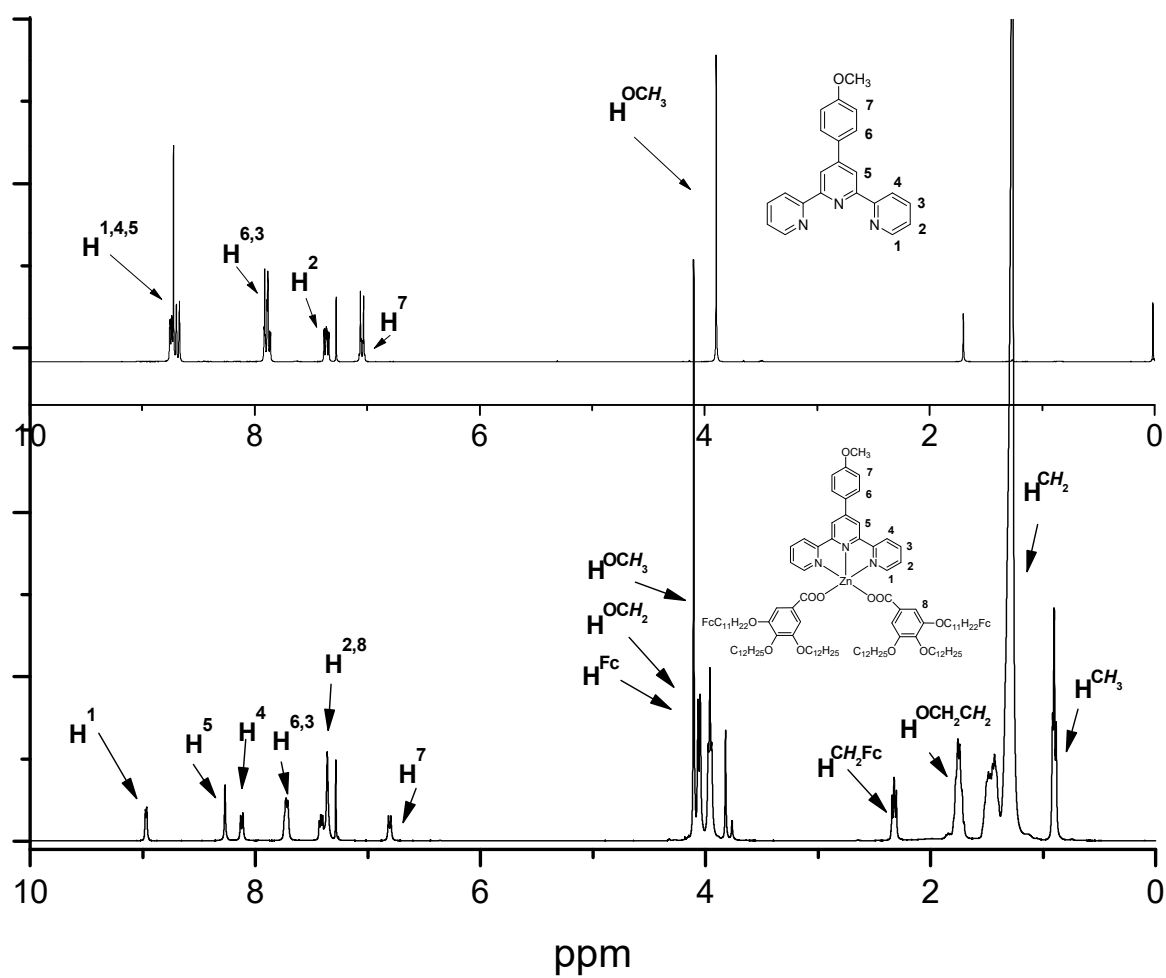 H^OCH₃
OCH₃
7
6
5
4
3
2
1
N
N
N
H^1,4,5
H^6,3
H^2
H^7
10 8 6 4 2 0
OCH₃
7
6
5
4
3
2
1
N
N
N
Zn
COO
OOC
8
FcC₁₁H₂₂O
OC₁₁H₂₂Fc
C₁₂H₂₅O
OC₁₂H₂₅
C₁₂H₂₅O
OC₁₂H₂₅
H^CH₂
H^OCH₃
H^OCH₂
H^Fc
H^2,8
H^1
H^5
H^4
H^6,3
H^7
H^CH₂Fc
H^OCH₂CH₂
H^CH₃
10 8 6 4 2 0
ppm